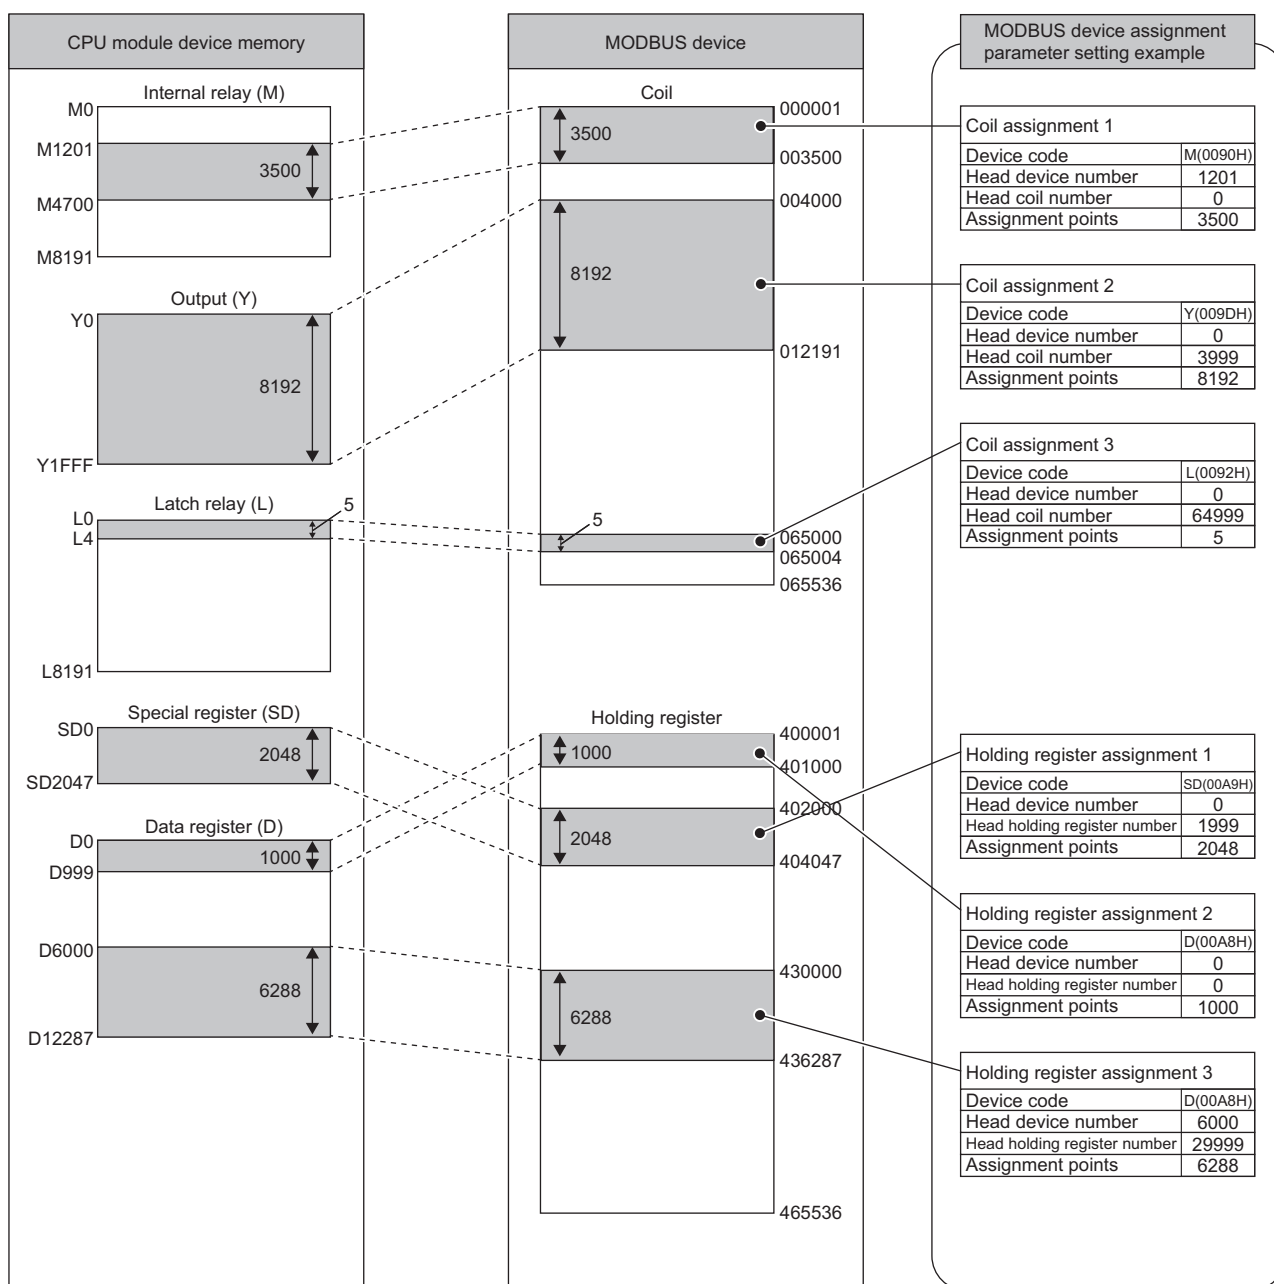 CPU module device memory
Internal relay (M)
M0
M1201
3500
M4700
M8191
Output (Y)
Y0
8192
Y1FFF
Latch relay (L)
L0
5
L4
L8191
Special register (SD)
SD0
2048
SD2047
Data register (D)
D0
1000
D999
D6000
6288
D12287
MODBUS device
Coil
000001
3500
003500
004000
8192
012191
5
065000
065004
065536
Holding register
400001
1000
401000
402000
2048
404047
430000
6288
436287
465536
MODBUS device assignment
parameter setting example
Coil assignment 1
Device code M(0090H)
Head device number 1201
Head coil number 0
Assignment points 3500
Coil assignment 2
Device code Y(009DH)
Head device number 0
Head coil number 3999
Assignment points 8192
Coil assignment 3
Device code L(0092H)
Head device number 0
Head coil number 64999
Assignment points 5
Holding register assignment 1
Device code SD(00A9H)
Head device number 0
Head holding register number 1999
Assignment points 2048
Holding register assignment 2
Device code D(00A8H)
Head device number 0
Head holding register number 0
Assignment points 1000
Holding register assignment 3
Device code D(00A8H)
Head device number 6000
Head holding register number 29999
Assignment points 6288